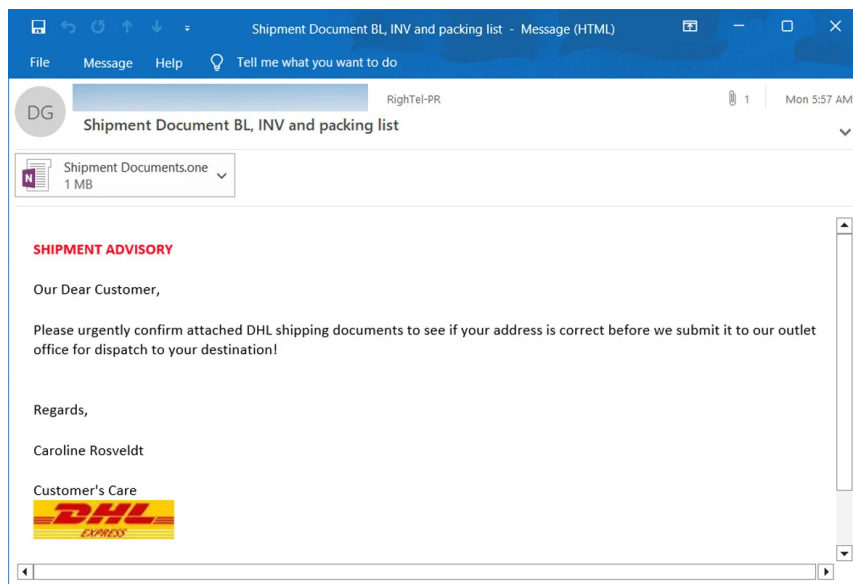 Shipment Document BL, INV and packing list - Message (HTML)
File Message Help Tell me what you want to do
DG
RighTel-PR
1
Mon 5:57 AM
Shipment Document BL, INV and packing list
N
Shipment Documents.one
1 MB
SHIPMENT ADVISORY
Our Dear Customer,
Please urgently confirm attached DHL shipping documents to see if your address is correct before we submit it to our outlet
office for dispatch to your destination!
Regards,
Caroline Rosveldt
Customer's Care
DHL
EXPRESS